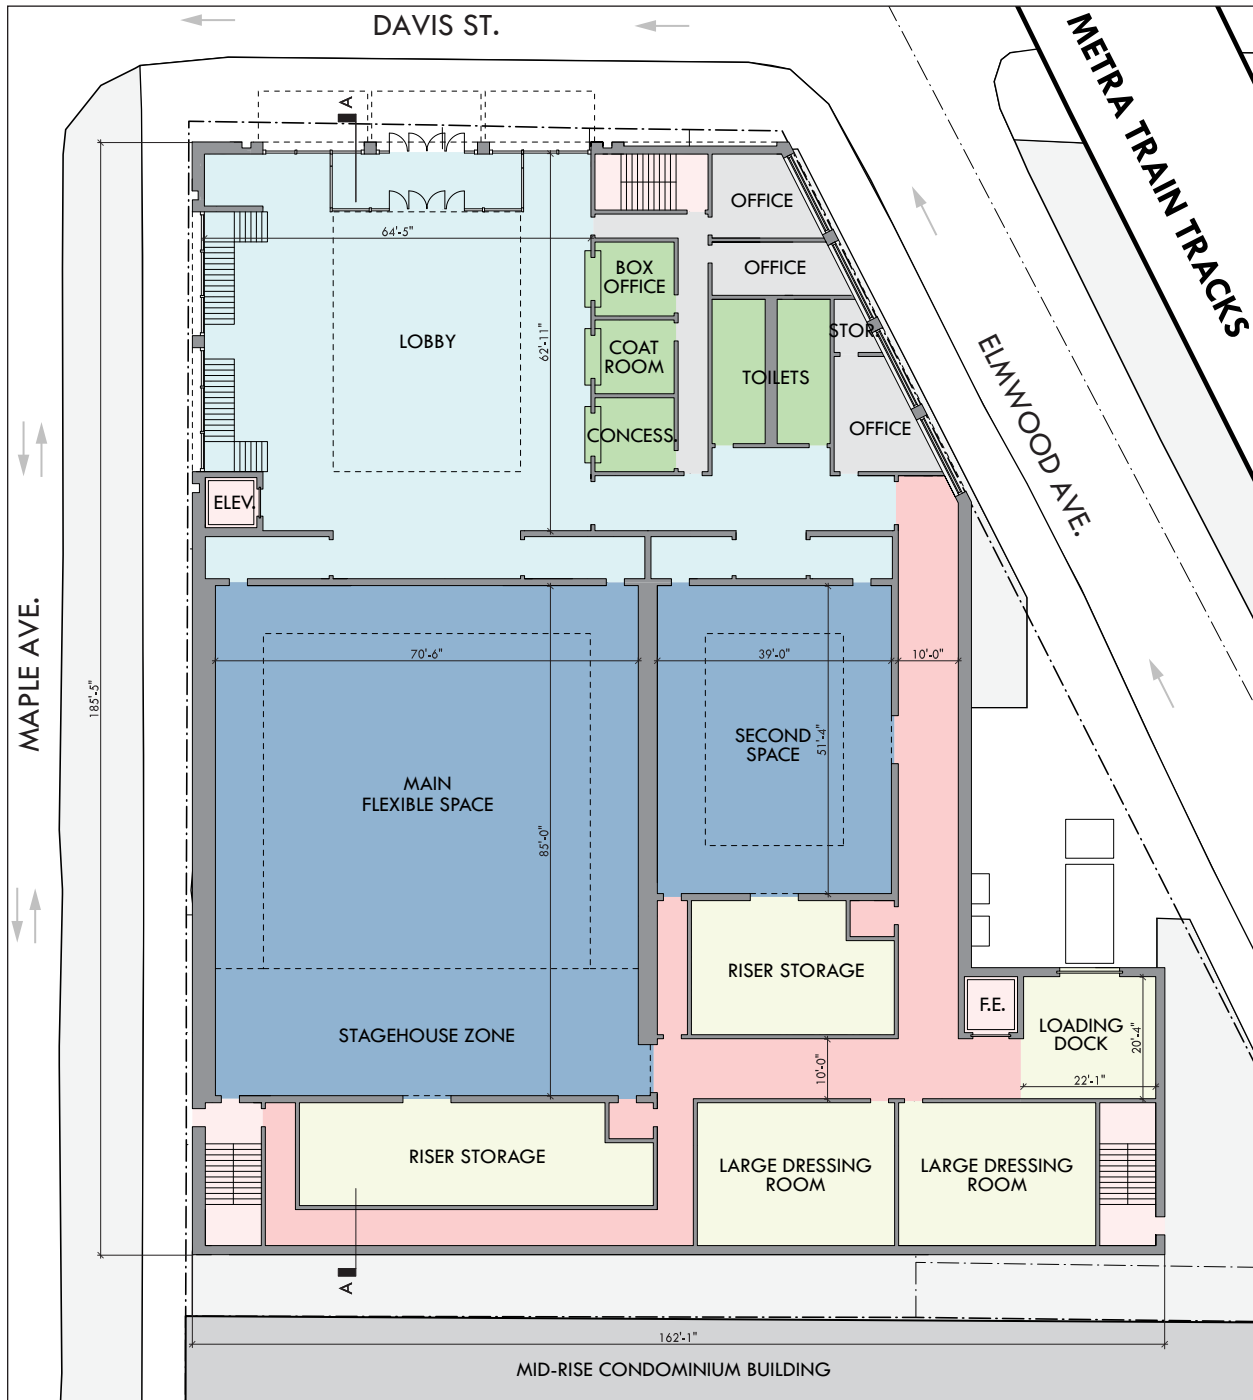 DAVIS ST.
METRA TRAIN TRACKS
A
OFFICE
64'-5"
BOX
OFFICE
OFFICE
LOBBY
62'-11"
COAT
ROOM
STOR.
TOILETS
ELMWOOD AVE.
CONCESS.
OFFICE
ELEV.
MAPLE AVE.
185'-5"
70'-6"
39'-0"
10'-0"
SECOND
SPACE
51'-4"
MAIN
FLEXIBLE SPACE
85'-0"
RISER STORAGE
F.E.
STAGEHOUSE ZONE
LOADING
DOCK
20'-4"
10'-0"
22'-1"
RISER STORAGE
LARGE DRESSING
ROOM
LARGE DRESSING
ROOM
A
162'-1"
MID-RISE CONDOMINIUM BUILDING